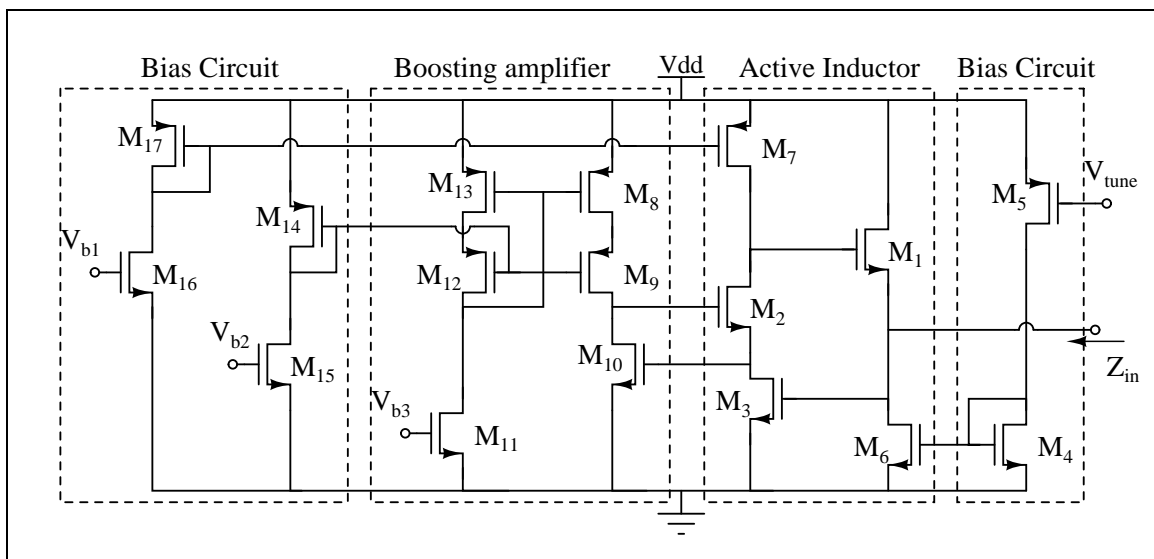 Bias Circuit Boosting amplifier Vdd Active Inductor Bias Circuit
M17 M13 M8 M7 M5 Vtune
M14
Vb1 M16 M12 M9 M1
M2
Vb2 M15 M10 Zin
Vb3 M11 M3 M6 M4